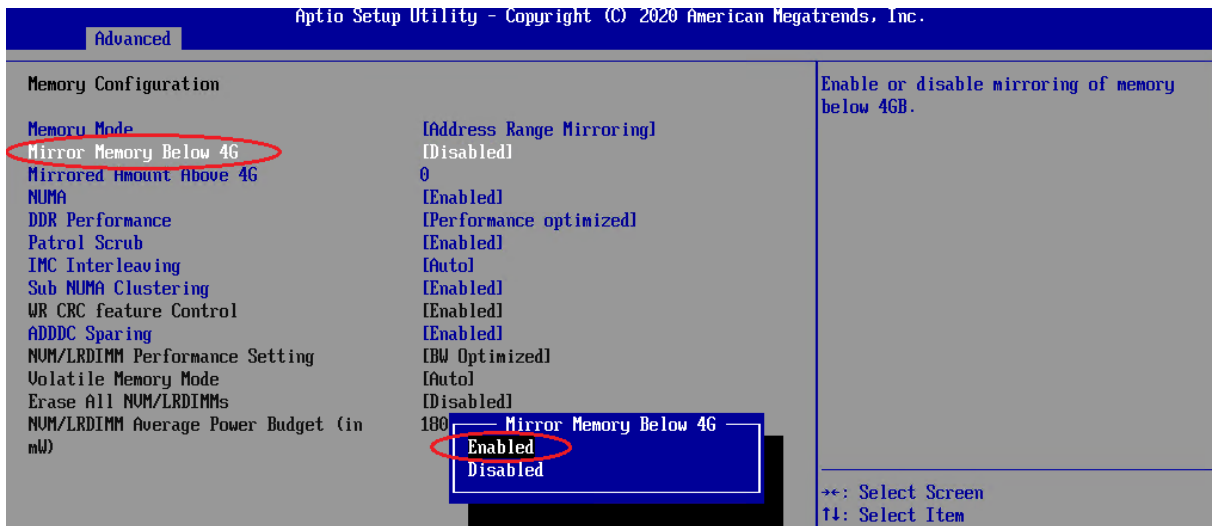 Aptio Setup Utility - Copyright (C) 2020 American Megatrends, Inc.
Advanced
Memory Configuration
Memory Mode [Address Range Mirroring]
Mirror Memory Below 4G [Disabled]
Mirrored Amount Above 4G 0
NUMA [Enabled]
DDR Performance [Performance optimized]
Patrol Scrub [Enabled]
IMC Interleaving [Auto]
Sub NUMA Clustering [Enabled]
WR CRC feature Control [Enabled]
ADDDC Sparing [Enabled]
NVM/LRDIMM Performance Setting [BW Optimized]
Volatile Memory Mode [Auto]
Erase All NVM/LRDIMMs [Disabled]
NVM/LRDIMM Average Power Budget (in 180
mW)
Mirror Memory Below 4G
Enabled
Disabled
Enable or disable mirroring of memory
below 4GB.
→←: Select Screen
↑↓: Select Item